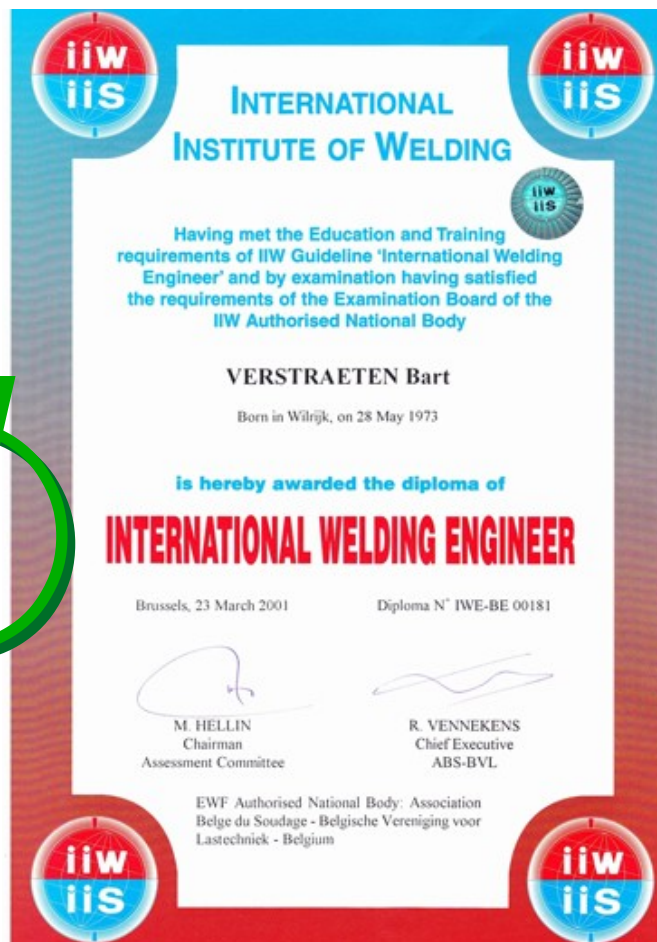 iiw
iis
iiw
iis
INTERNATIONAL
INSTITUTE OF WELDING
iiw
iis
Having met the Education and Training
requirements of IIW Guideline 'International Welding
Engineer' and by examination having satisfied
the requirements of the Examination Board of the
IIW Authorised National Body
VERSTRAETEN Bart
Born in Wilrijk, on 28 May 1973
is hereby awarded the diploma of
INTERNATIONAL WELDING ENGINEER
Brussels, 23 March 2001
Diploma N° IWE-BE 00181
M. HELLIN
Chairman
Assessment Committee
R. VENNEKENS
Chief Executive
ABS-BVL
EWF Authorised National Body: Association
Belge du Soudage - Belgische Vereniging voor
Lastechniek - Belgium
iiw
iis
iiw
iis